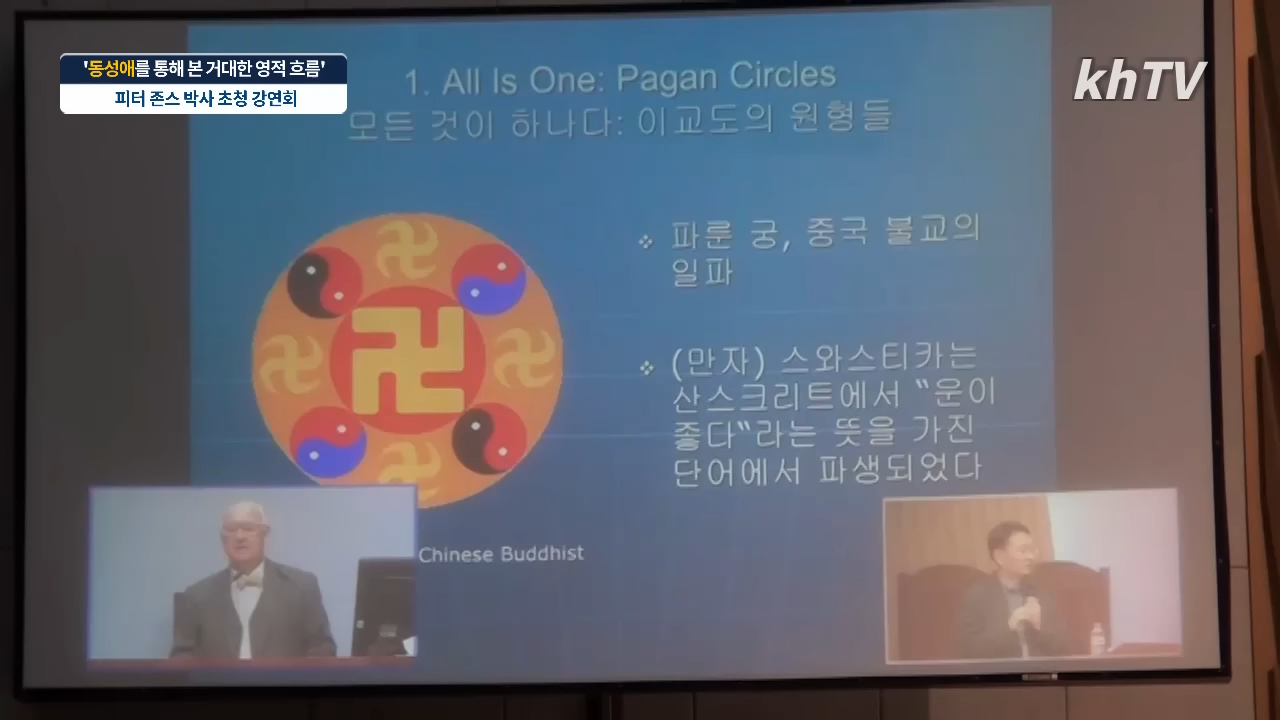 '동성애를 통해 본 거대한 영적 흐름'
피터 존스 박사 초청 강연회
khTV
1. All Is One: Pagan Circles
모든 것이 하나다: 이교도의 원형들
파룬 궁, 중국 불교의
일파
(만자) 스와스티카는
산스크리트에서 "운이
좋다"라는 뜻을 가진
단어에서 파생되었다
Chinese Buddhist